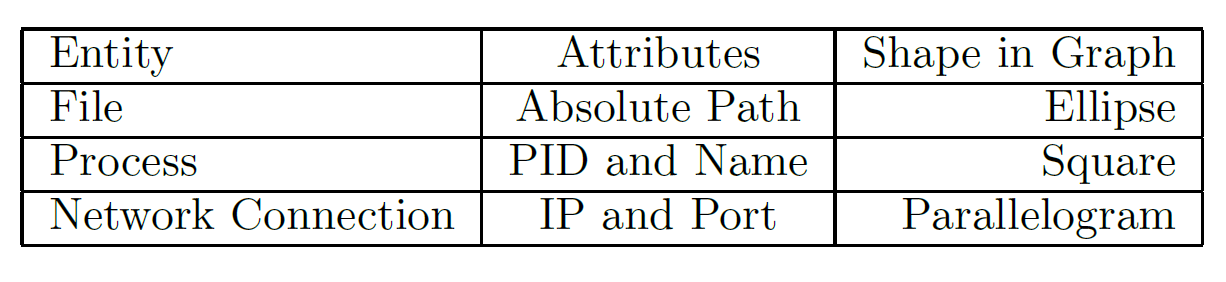 Entity Attributes Shape in Graph
File Absolute Path Ellipse
Process PID and Name Square
Network Connection IP and Port Parallelogram